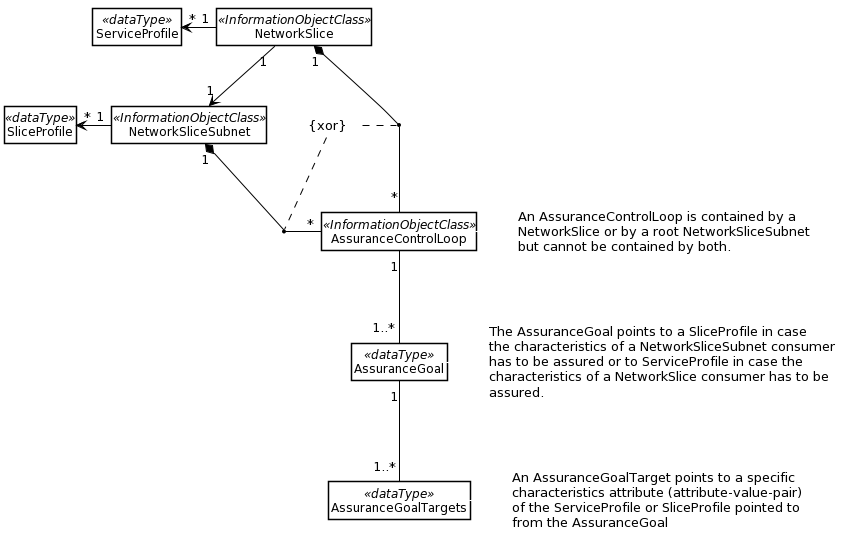 «dataType»
ServiceProfile
* 1
«InformationObjectClass»
NetworkSlice
1
1
1
«dataType»
SliceProfile
* 1
«InformationObjectClass»
NetworkSliceSubnet
{xor}
1
*
*
«InformationObjectClass»
AssuranceControlLoop
An AssuranceControlLoop is contained by a
NetworkSlice or by a root NetworkSliceSubnet
but cannot be contained by both.
1
1..*
«dataType»
AssuranceGoal
The AssuranceGoal points to a SliceProfile in case
the characteristics of a NetworkSliceSubnet consumer
has to be assured or to ServiceProfile in case the
characteristics of a NetworkSlice consumer has to be
assured.
1
1..*
«dataType»
AssuranceGoalTargets
An AssuranceGoalTarget points to a specific
characteristics attribute (attribute-value-pair)
of the ServiceProfile or SliceProfile pointed to
from the AssuranceGoal